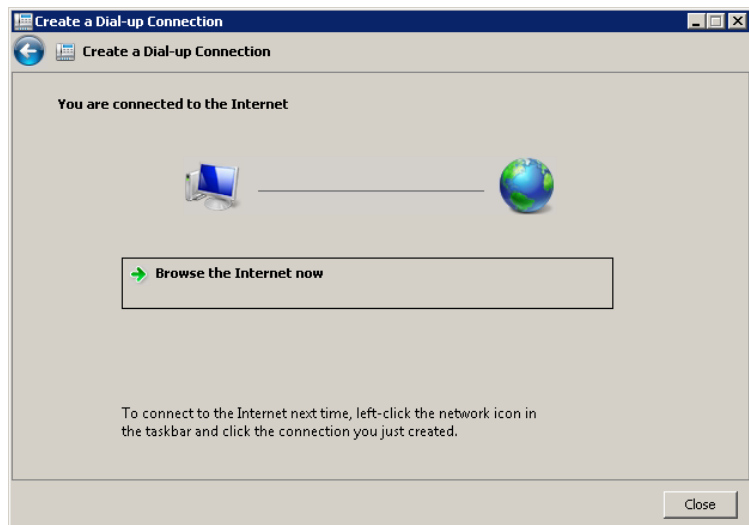 Create a Dial-up Connection
Create a Dial-up Connection
You are connected to the Internet
Browse the Internet now
To connect to the Internet next time, left-click the network icon in
the taskbar and click the connection you just created.
Close